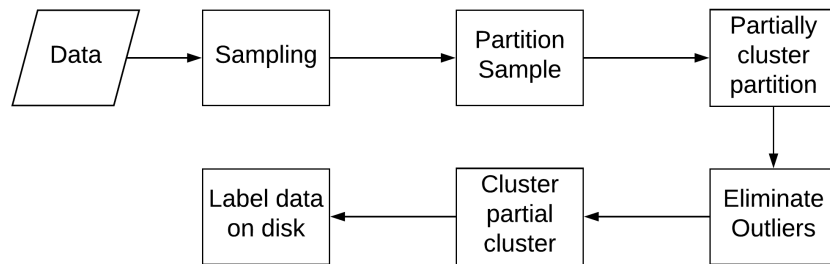 Data
Sampling
Partition
Sample
Partially
cluster
partition
Eliminate
Outliers
Cluster
partial
cluster
Label data
on disk